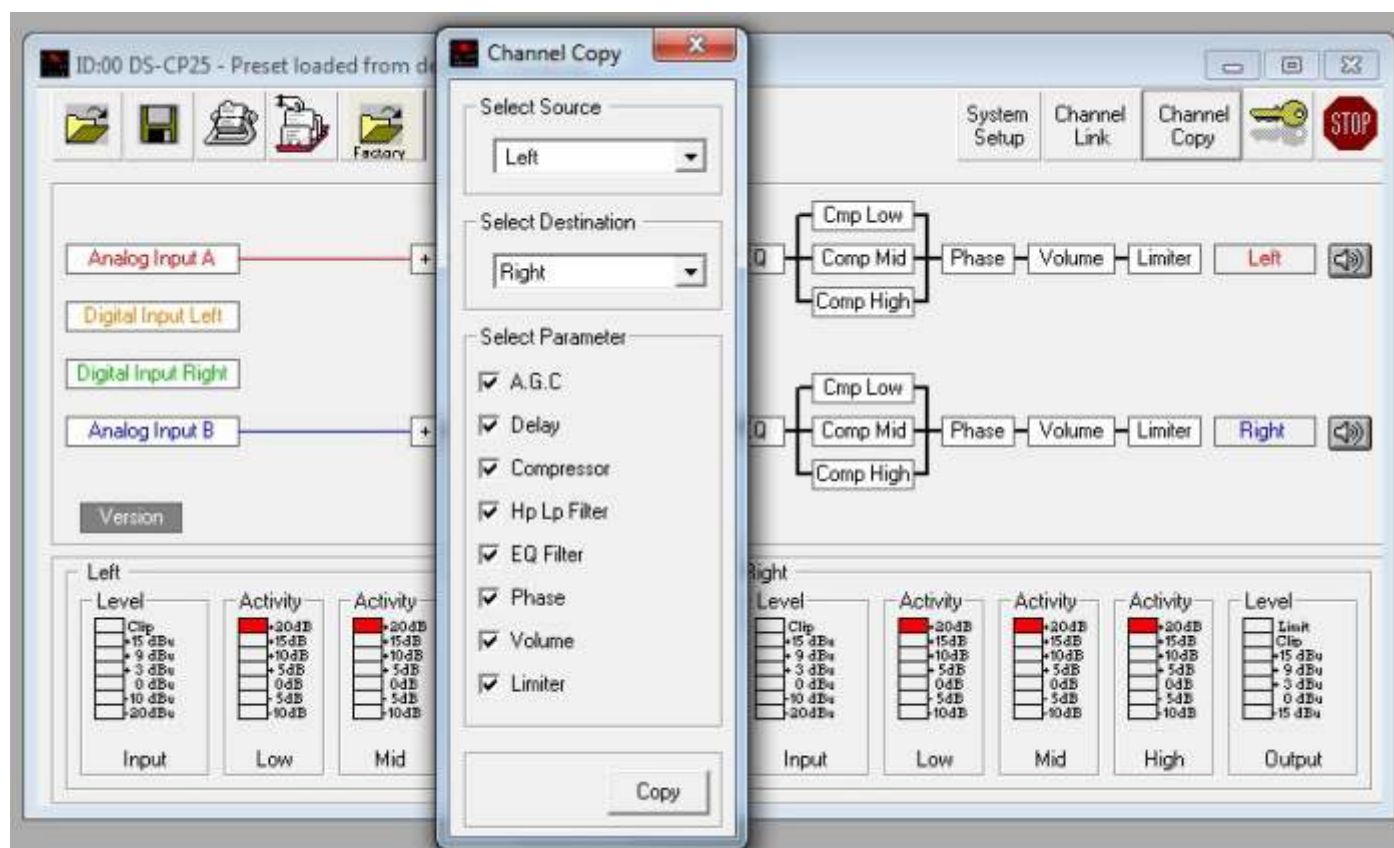 ID:00 DS-CP25 - Preset loaded from de
Factory
System Setup
Channel Link
Channel Copy
STOP
Channel Copy
Select Source
Left
Select Destination
Right
Select Parameter
A.G.C
Delay
Compressor
Hp Lp Filter
EQ Filter
Phase
Volume
Limiter
Copy
Analog Input A
+
Digital Input Left
Digital Input Right
Analog Input B
+
Version
Q
Cmp Low
Comp Mid
Comp High
Phase
Volume
Limiter
Left
Q
Cmp Low
Comp Mid
Comp High
Phase
Volume
Limiter
Right
Left
Level
Clip
+15 dBu
+ 9 dBu
+ 3 dBu
0 dBu
-10 dBu
-20dBu
Input
Activity
+20dB
+15dB
+10dB
+ 5dB
0dB
- 5dB
-10dB
Low
Activity
+20dB
+15dB
+10dB
+ 5dB
0dB
- 5dB
-10dB
Mid
Right
Level
Clip
+15 dBu
+ 9 dBu
+ 3 dBu
0 dBu
-10 dBu
-20dBu
Input
Activity
+20dB
+15dB
+10dB
+ 5dB
0dB
- 5dB
-10dB
Low
Activity
+20dB
+15dB
+10dB
+ 5dB
0dB
- 5dB
-10dB
Mid
Activity
+20dB
+15dB
+10dB
+ 5dB
0dB
- 5dB
-10dB
High
Level
Limit
Clip
+15 dBu
+ 9 dBu
+ 3 dBu
0 dBu
-15 dBu
Output